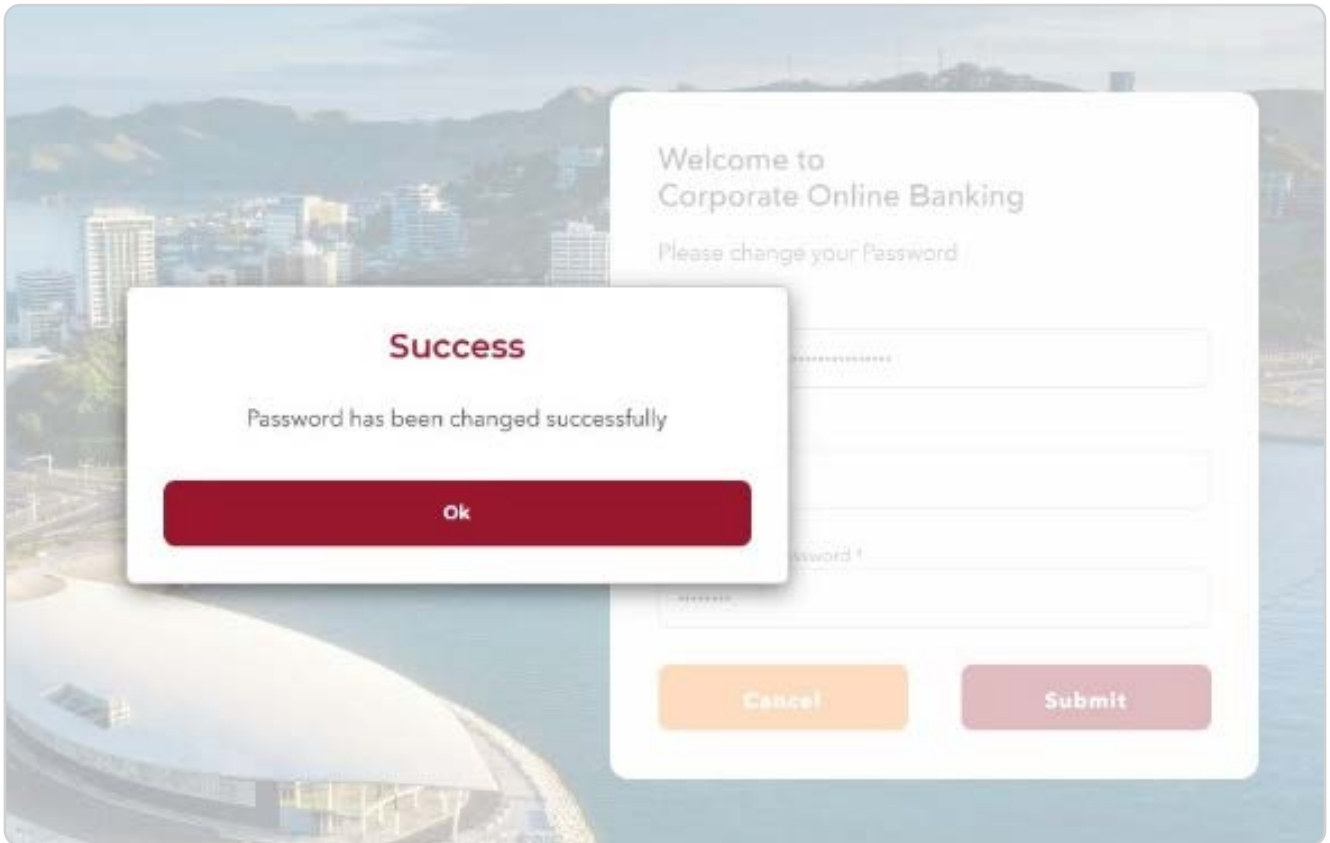 Welcome to
Corporate Online Banking
Please change your Password
Success
Password has been changed successfully
Ok
Cancel
Submit